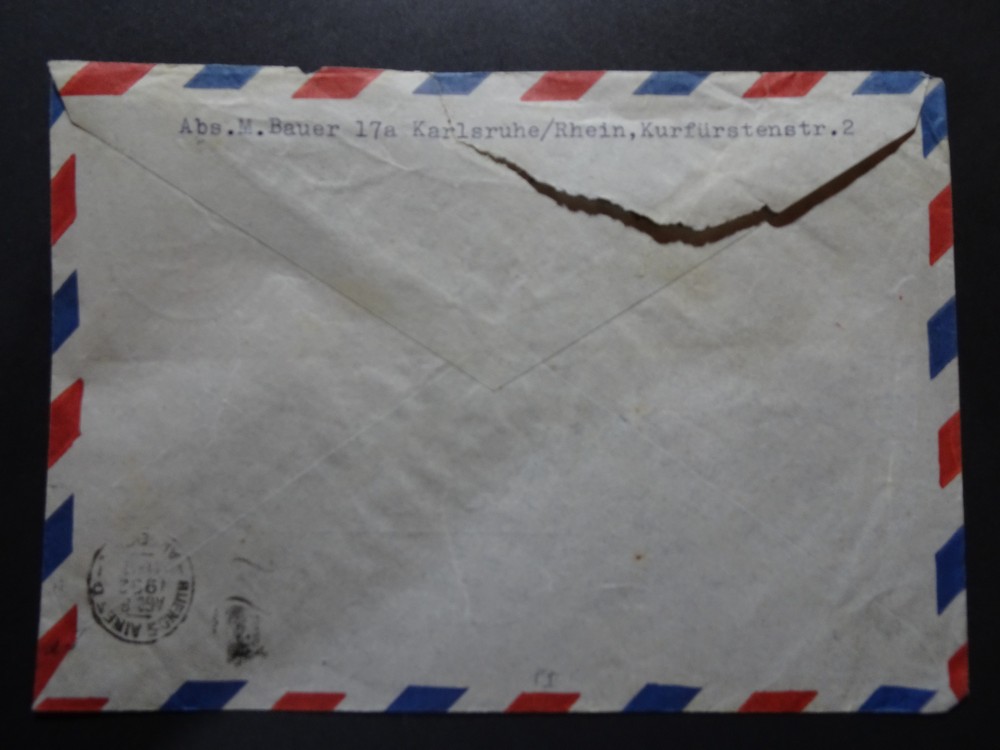 Abs.M.Bauer 17a Karlsruhe/Rhein,Kurfürstenstr.2
BUENOS AIRES